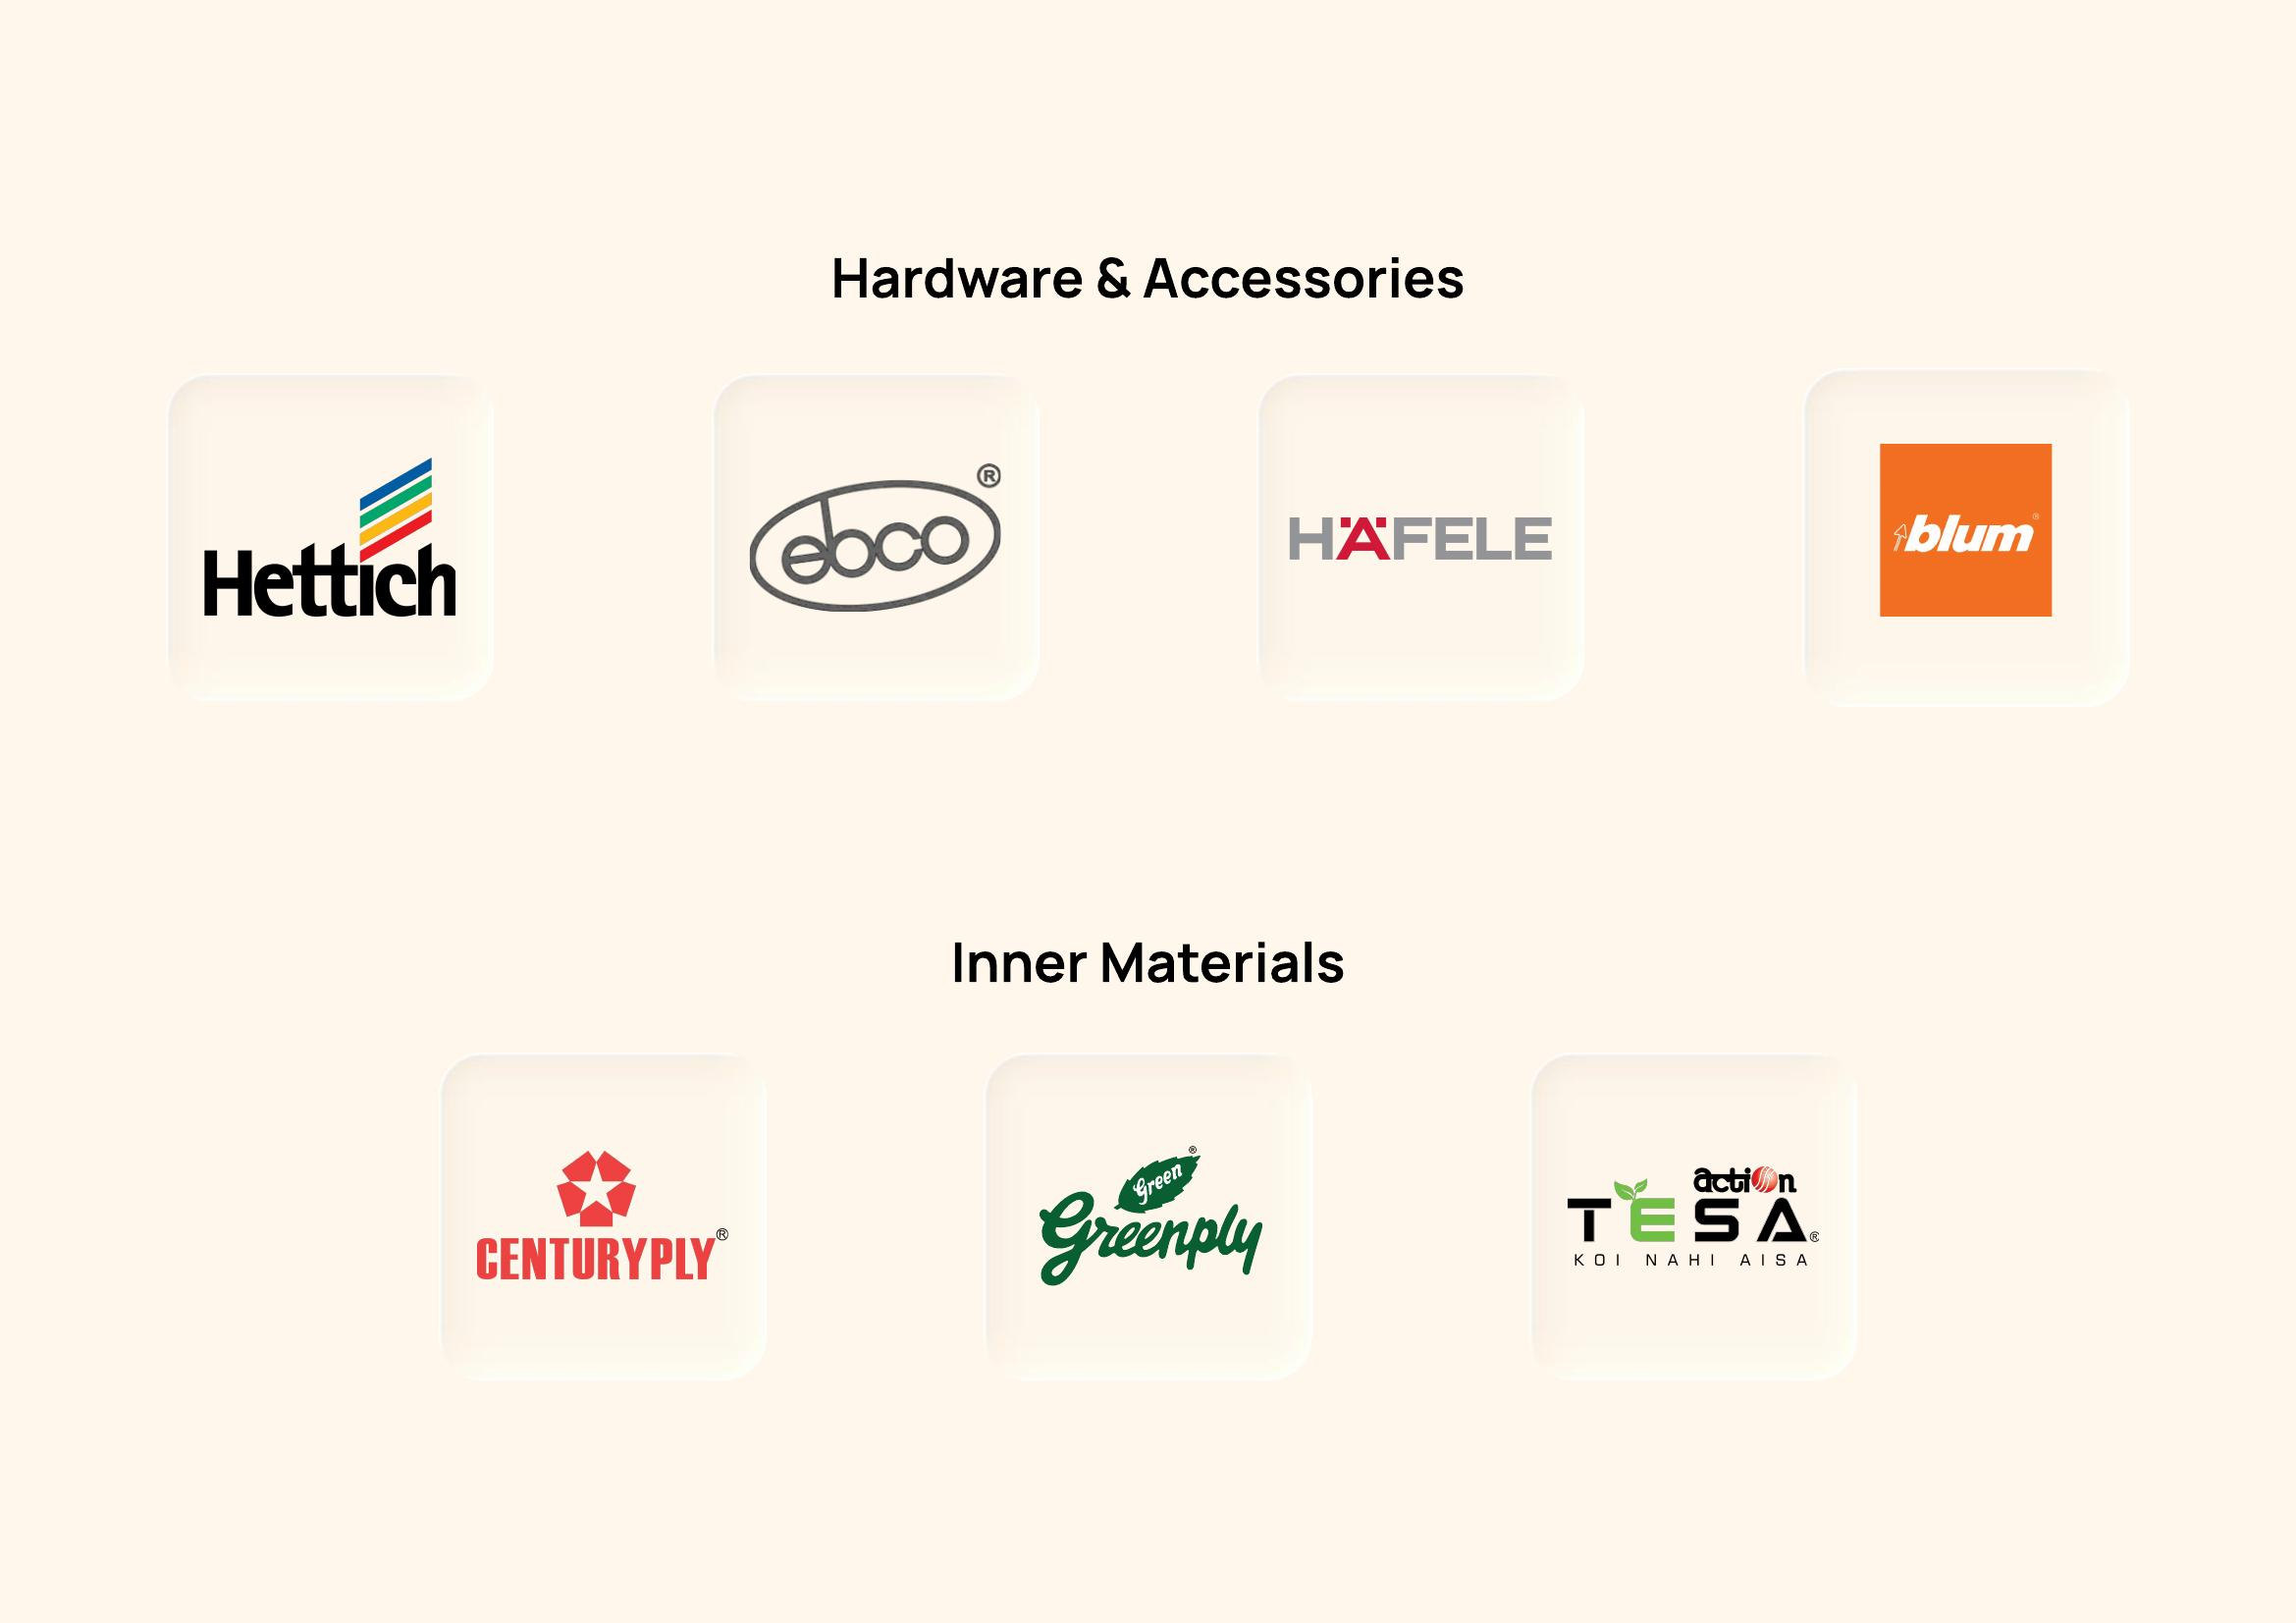 Hardware & Accessories
Hettich
ebco®
HÄFELE
blum®
Inner Materials
CENTURYPLY®
Green®
Greenply
action
TESA®
KOI NAHI AISA